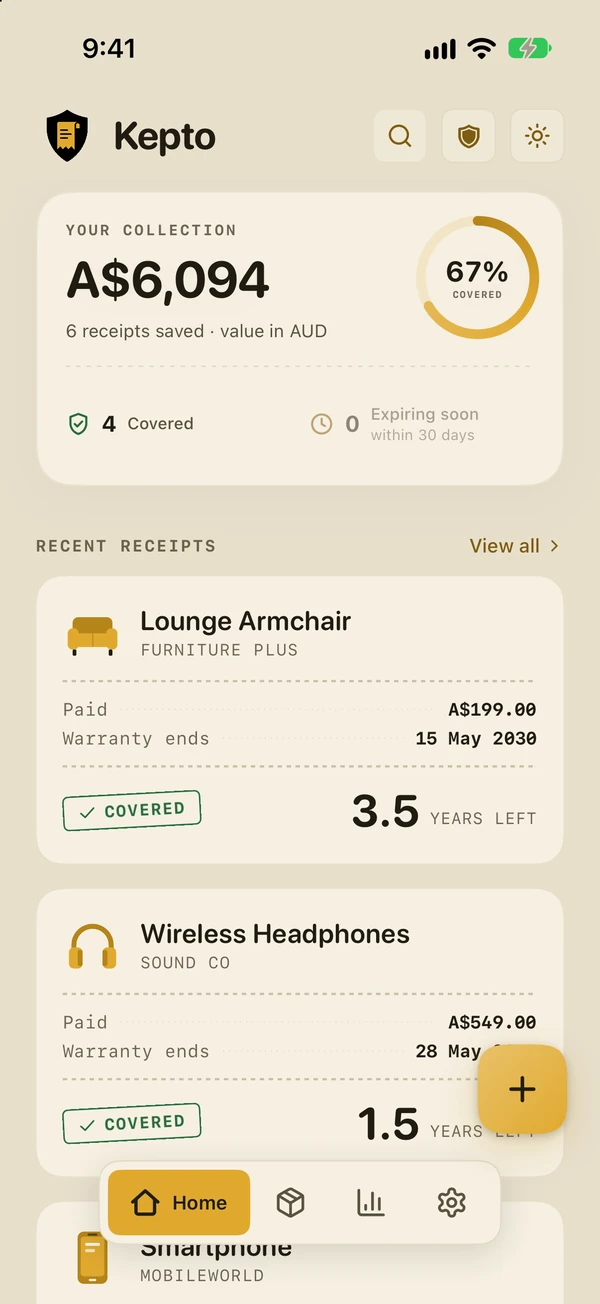 9:41
Kepto
YOUR COLLECTION
A$6,094
67%
COVERED
6 receipts saved · value in AUD
4 Covered
0 Expiring soon
within 30 days
RECENT RECEIPTS
View all
Lounge Armchair
FURNITURE PLUS
Paid A$199.00
Warranty ends 15 May 2030
COVERED
3.5 YEARS LEFT
Wireless Headphones
SOUND CO
Paid A$549.00
Warranty ends 28 May
COVERED
1.5 YEARS LEFT
Home
Smartphone
MOBILEWORLD